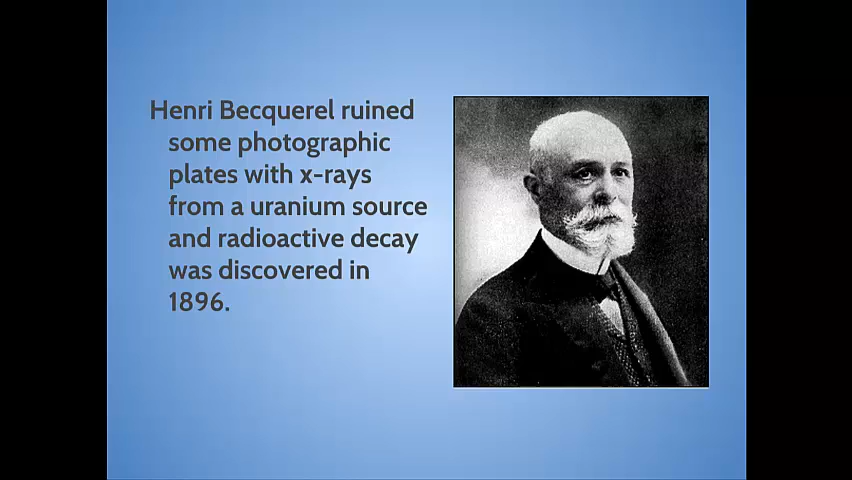 Henri Becquerel ruined
some photographic
plates with x-rays
from a uranium source
and radioactive decay
was discovered in
1896.